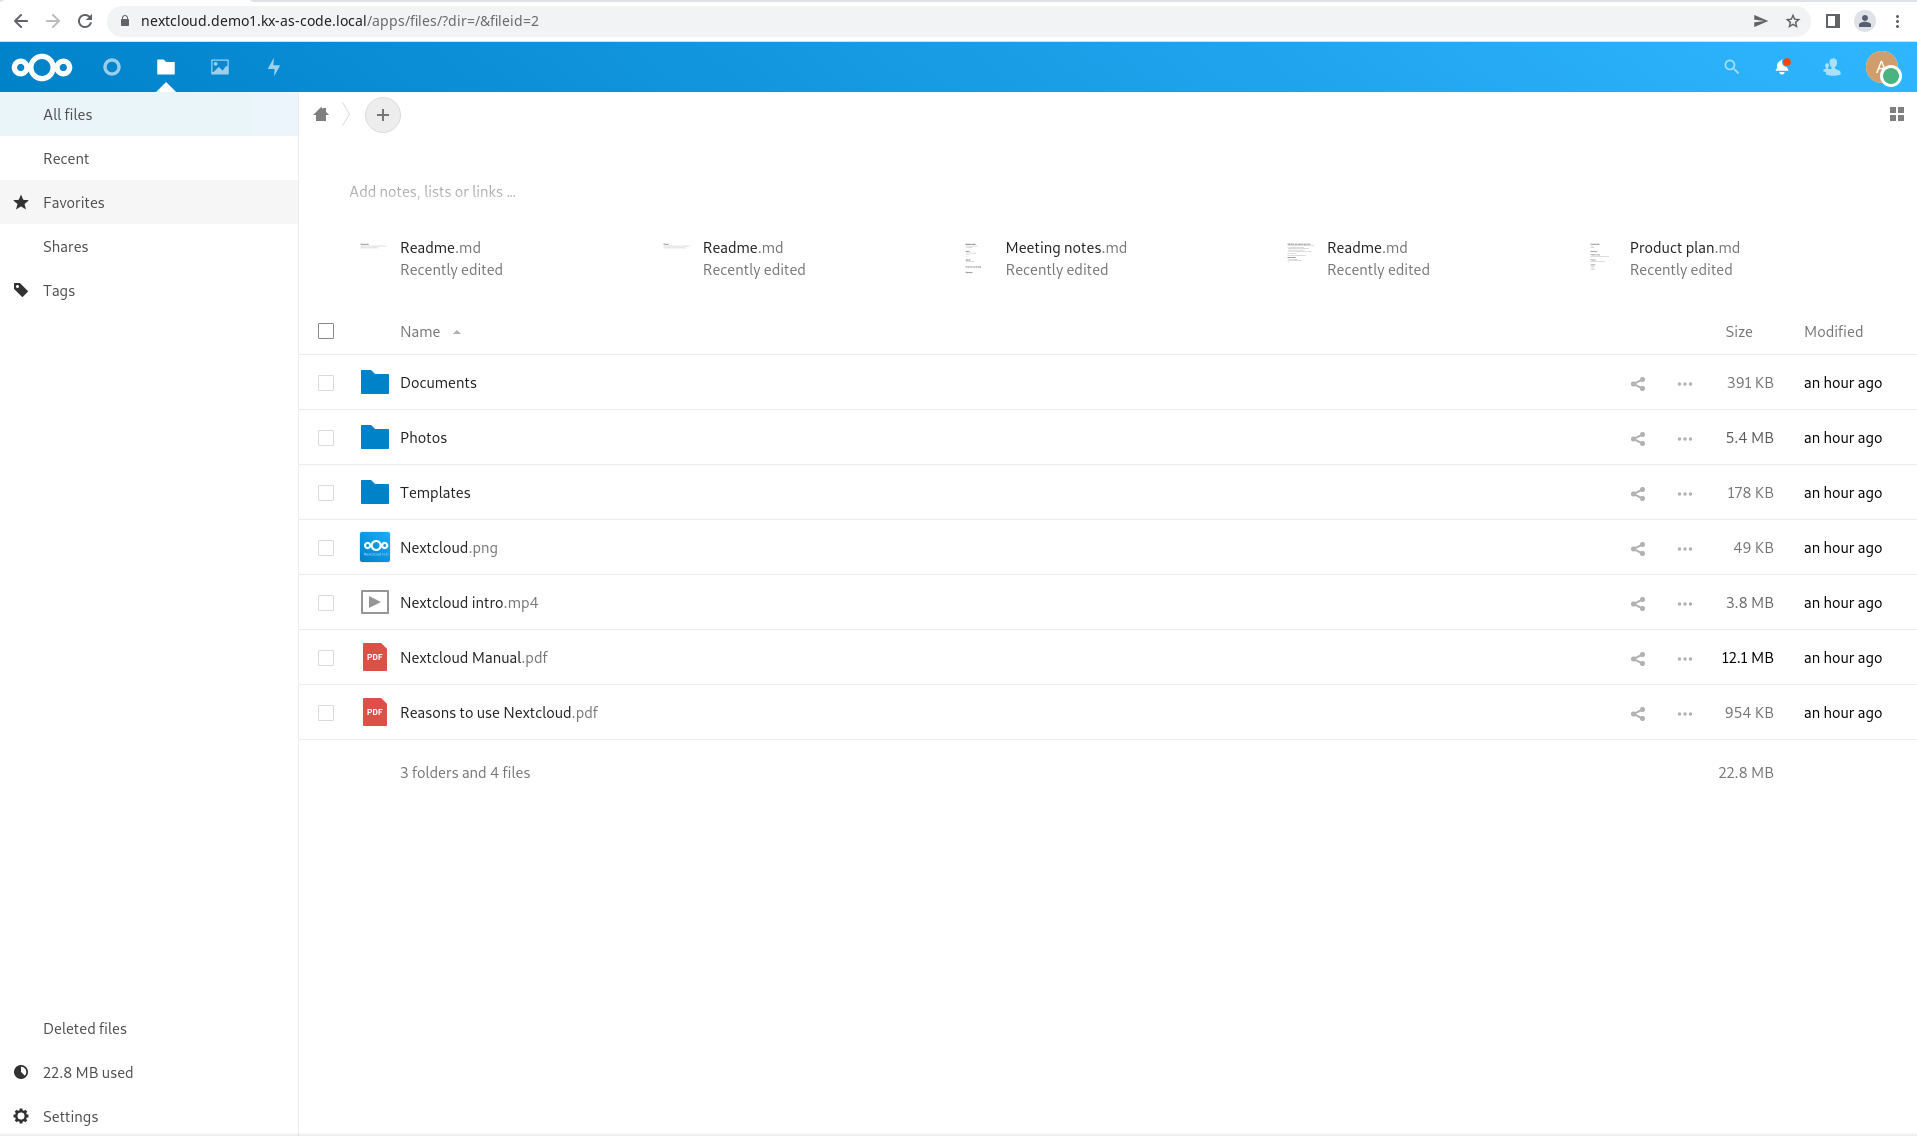 nextcloud.demo1.kx-as-code.local/apps/files/?dir=/&fileid=2
A
All files
Recent
Favorites
Shares
Tags
Add notes, lists or links ...
Readme.md
Recently edited
Readme.md
Recently edited
Meeting notes.md
Recently edited
Readme.md
Recently edited
Product plan.md
Recently edited
Name Size Modified
Documents 391 KB an hour ago
Photos 5.4 MB an hour ago
Templates 178 KB an hour ago
Nextcloud.png 49 KB an hour ago
Nextcloud intro.mp4 3.8 MB an hour ago
PDF Nextcloud Manual.pdf 12.1 MB an hour ago
PDF Reasons to use Nextcloud.pdf 954 KB an hour ago
3 folders and 4 files 22.8 MB
Deleted files
22.8 MB used
Settings